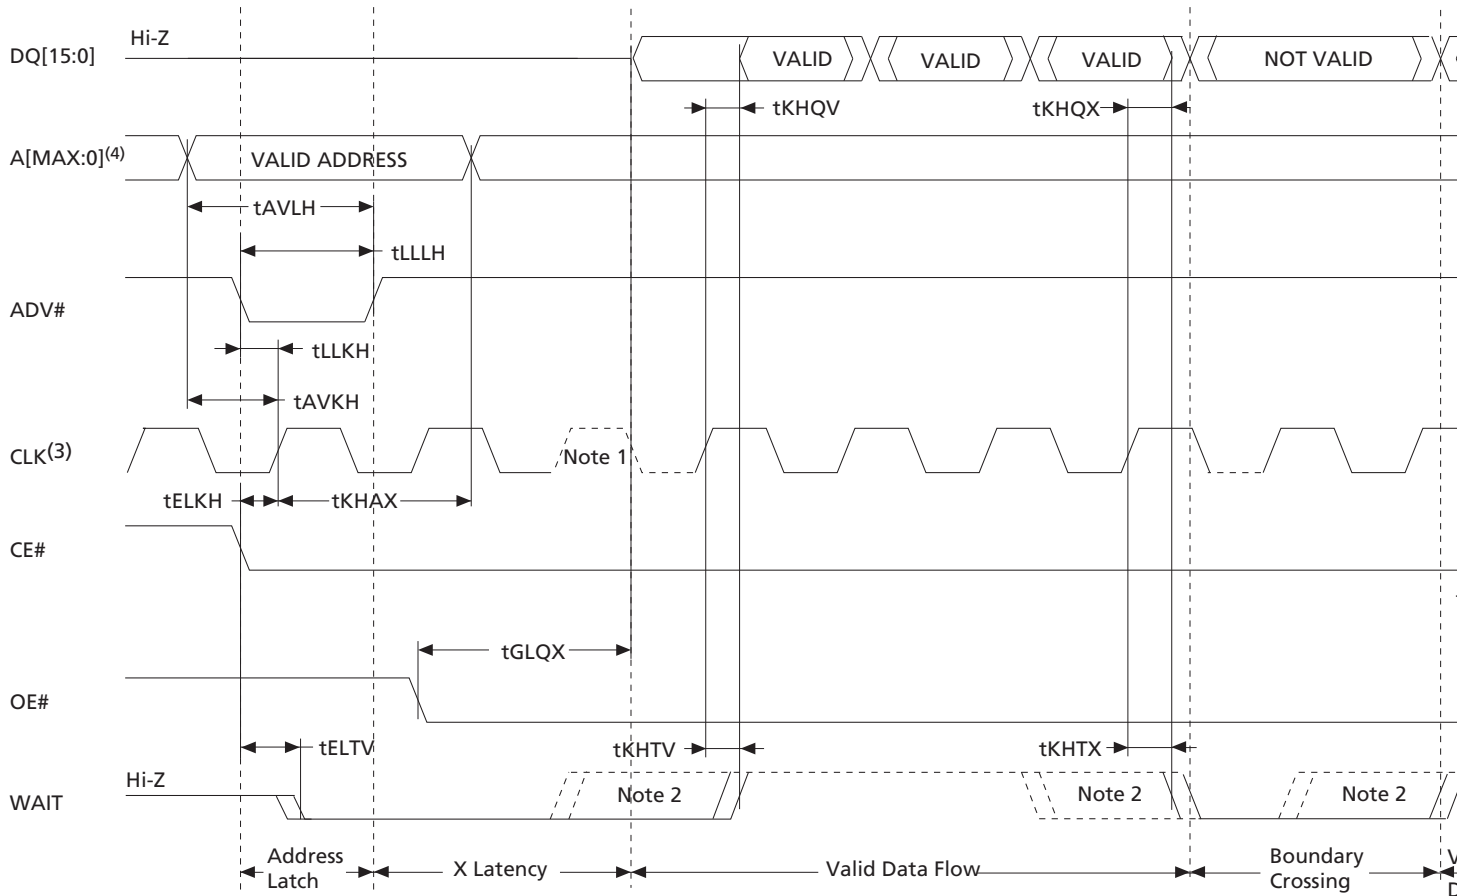 Hi-Z
DQ[15:0]
VALID
VALID
VALID
NOT VALID
tKHQV
tKHQX
A[MAX:0](4)
VALID ADDRESS
tAVLH
tLLLH
ADV#
tLLKH
tAVKH
CLK(3)
Note 1
tELKH
tKHAX
CE#
tGLQX
OE#
tELTV
tKHTV
tKHTX
Hi-Z
WAIT
Note 2
Note 2
Note 2
Address
Latch
X Latency
Valid Data Flow
Boundary
Crossing
V
D